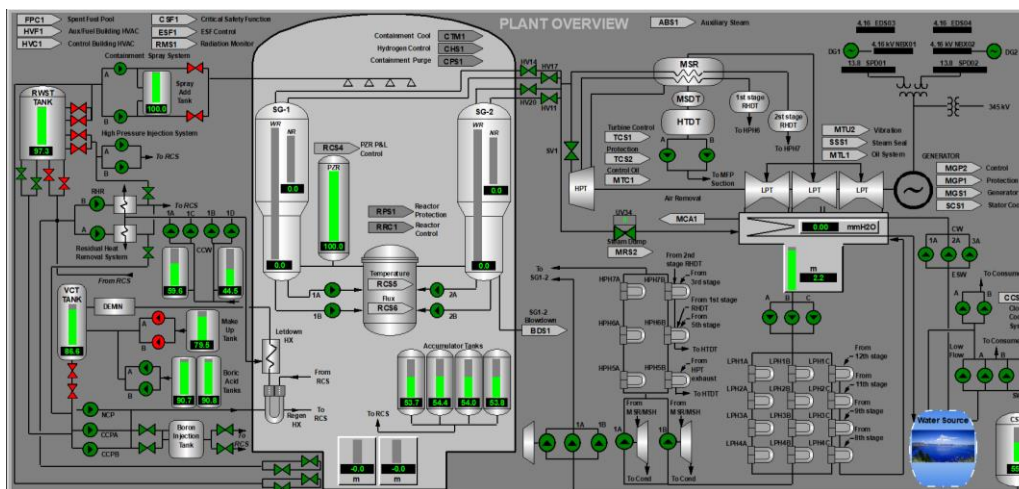 PLANT OVERVIEW
FPC1 Spent Fuel Pool
HVF1 Aux/Fuel Building HVAC
HVC1 Control Building HVAC
CSF1 Critical Safety Function
ESF1 ESF Control
RMS1 Radiation Monitor
Containment Cool CTM1
Hydrogen Control CHS1
Containment Purge CPS1
ABS1 Auxiliary Steam
4.16 EDS03
4.16 EDS04
DG1
4.16 kV NBX01
4.16 kV NBX02
DG2
13.8 SPD01
13.8 SPD02
345 kV
Containment Spray System
RWST
TANK
97.3
A
B
Spray
Add
Tank
100.0
High Pressure Injection System
A
B
To RCS
RHR
A
B
To RCS
Residual Heat
Removal System
From RCS
1A
1C
1B
1D
CCW
59.6
44.5
VCT
TANK
86.6
DEMIN
A
B
Make
Up
Tank
79.5
A
B
Boric
Acid
Tanks
90.7
90.8
NCP
CCPA
CCPB
Boron
Injection
Tank
To
RCS
Letdown
HX
From
RCS
To RCS
Regen
HX
SG-1
WR
NR
0.0
0.0
SG-2
WR
NR
0.0
0.0
RCS4
PZR P&L
Control
PZR
100.0
RPS1
Reactor
Protection
RRC1
Reactor
Control
Temperature
RCS5
Flux
RCS6
1A
1B
2A
2B
Accumulator Tanks
53.7
54.4
54.0
53.8
To RCS
-0.0
m
-0.0
m
HV14
HV17
HV20
HV11
SV1
HPT
MSR
MSDT
HTDT
1st stage
RHDT
To HPH6
2st stage
RHDT
To HPH7
A
B
To MFP
Section
Turbine Control
TCS1
Protection
TCS2
Control Oil
MTC1
MTU2 Vibration
SSS1 Steam Seal
MTL1 Oil System
LPT
LPT
LPT
GENERATOR
MGP2 Control
MGP1
MGS1 Generator
SCS1
Air Removal
MCA1
UV34
Steam Dump
MRS2
0.00 mmH2O
m
2.2
A
B
C
CW
1A
2A
3A
ESW
To
SG1-2
SG1-2
Blowdown
BDS1
HPH7A
HPH7B
HPH6A
HPH6B
HPH5A
HPH5B
From 2nd
stage RHDT
From
3rd stage
From 1st stage
RHDT
From
5th stage
To HTDT
From
HPT
exhaust
To HTDT
LPH1A
LPH1B
LPH1C
LPH2A
LPH2B
LPH2C
LPH3A
LPH3B
LPH3C
LPH4A
LPH4B
LPH4C
From
12th stage
From
11th stage
From
9th stage
From
8th stage
1A
1B
From
MSR/MSH
1A
To Cond
From
MSR/MSH
1B
To Cond
Low
Flow
A
A
B
Water Source